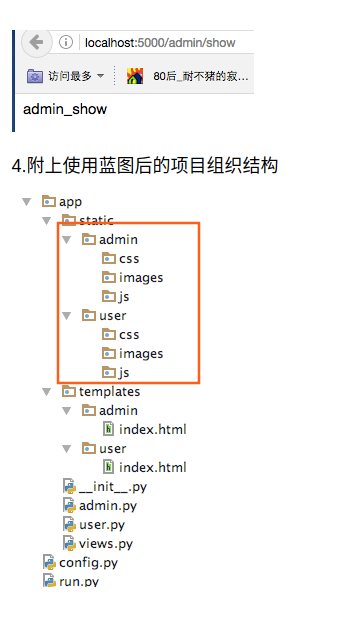 localhost:5000/admin/show
访问最多
80后_耐不猪的寂...
admin_show
4.附上使用蓝图后的项目组织结构
app
static
admin
css
images
js
user
css
images
js
templates
admin
index.html
user
index.html
__init__.py
admin.py
user.py
views.py
config.py
run.py